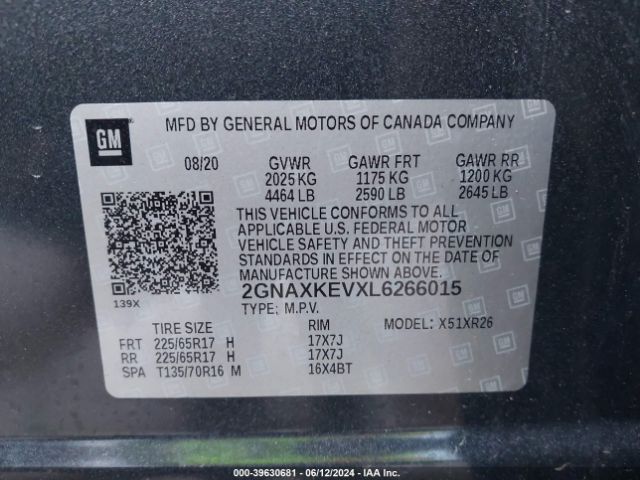 GM
MFD BY GENERAL MOTORS OF CANADA COMPANY
08/20 GVWR GAWR FRT GAWR RR
2025 KG 1175 KG 1200 KG
4464 LB 2590 LB 2645 LB
THIS VEHICLE CONFORMS TO ALL
APPLICABLE U.S. FEDERAL MOTOR
VEHICLE SAFETY AND THEFT PREVENTION
STANDARDS IN EFFECT ON THE DATE OF
MANUFACTURE SHOWN ABOVE.
139X
2GNAXKEVXL6266015
TYPE: M.P.V. MODEL: X51XR26
TIRE SIZE RIM
FRT 225/65R17 H 17X7J
RR 225/65R17 H 17X7J
SPA T135/70R16 M 16X4BT
000-39630681 - 06/12/2024 - IAA Inc.